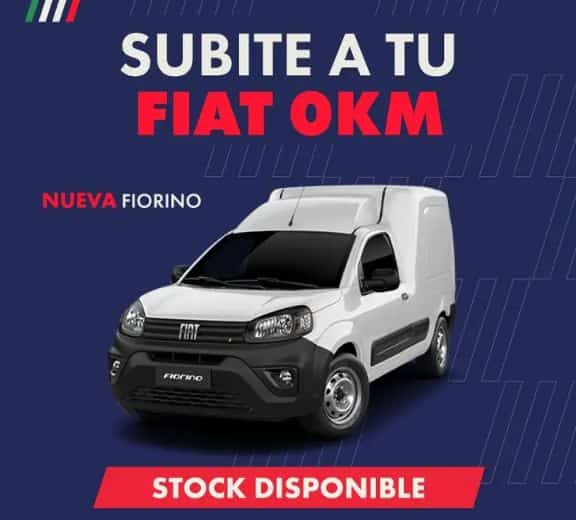 SUBITE A TU
FIAT 0KM
NUEVA FIORINO
FIAT
FIORINO
STOCK DISPONIBLE